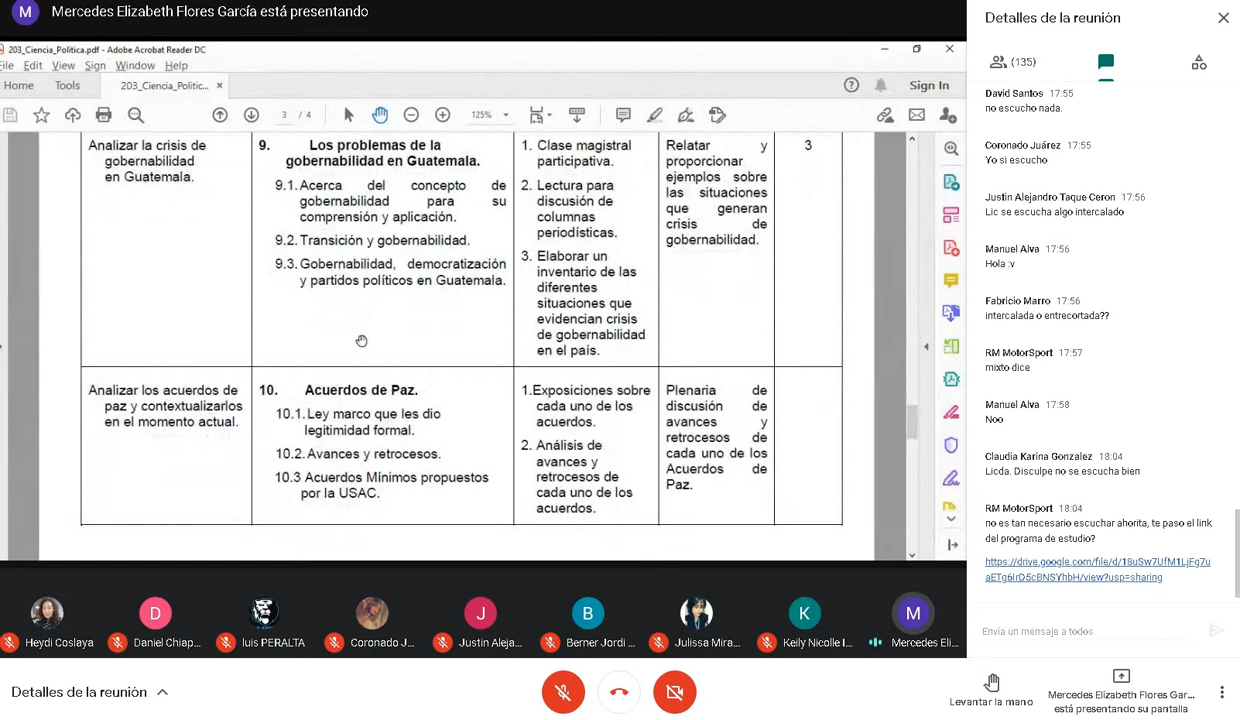 M Mercedes Elizabeth Flores García está presentando
203_Ciencia_Politica.pdf - Adobe Acrobat Reader DC
File Edit View Sign Window Help
Home Tools 203_Ciencia_Politic... × Sign In
3 / 4 125%
Analizar la crisis de
gobernabilidad
en Guatemala.
9. Los problemas de la
gobernabilidad en Guatemala.
9.1. Acerca del concepto de
gobernabilidad para su
comprensión y aplicación.
9.2. Transición y gobernabilidad.
9.3. Gobernabilidad, democratización
y partidos políticos en Guatemala.
1. Clase magistral
participativa.
2. Lectura para
discusión de
columnas
periodísticas.
3. Elaborar un
inventario de las
diferentes
situaciones que
evidencian crisis
de gobernabilidad
en el país.
Relatar y
proporcionar
ejemplos sobre
las situaciones
que generan
crisis de
gobernabilidad.
3
Analizar los acuerdos de
paz y contextualizarlos
en el momento actual.
10. Acuerdos de Paz.
10.1. Ley marco que les dio
legitimidad formal.
10.2. Avances y retrocesos.
10.3 Acuerdos Mínimos propuestos
por la USAC.
1.Exposiciones sobre
cada uno de los
acuerdos.
2. Análisis de
avances y
retrocesos de
cada uno de los
acuerdos.
Plenaria de
discusión de
avances y
retrocesos de
cada uno de los
Acuerdos de
Paz.
Heydi Coslaya
D
Daniel Chiap...
luis PERALTA
Coronado J...
J
Justin Aleja...
B
Berner Jordi ...
Julissa Mira...
K
Keily Nicolle I...
M
Mercedes Eli...
Detalles de la reunión
Detalles de la reunión
(135)
David Santos 17:55
no escucho nada.
Coronado Juárez 17:55
Yo si escucho
Justin Alejandro Taque Ceron 17:56
Lic se escucha algo intercalado
Manuel Alva 17:56
Hola :v
Fabricio Marro 17:56
intercalada o entrecortada??
RM MotorSport 17:57
mixto dice
Manuel Alva 17:58
Noo
Claudia Karina Gonzalez 18:04
Licda. Disculpe no se escucha bien
RM MotorSport 18:04
no es tan necesario escuchar ahorita, te paso el link
del programa de estudio?
https://drive.google.com/file/d/18uSw7UfM1LjFg7u
aETg6IrD5cBNSYhbH/view?usp=sharing
Envía un mensaje a todos
Levantar la mano
Mercedes Elizabeth Flores Gar...
está presentando su pantalla